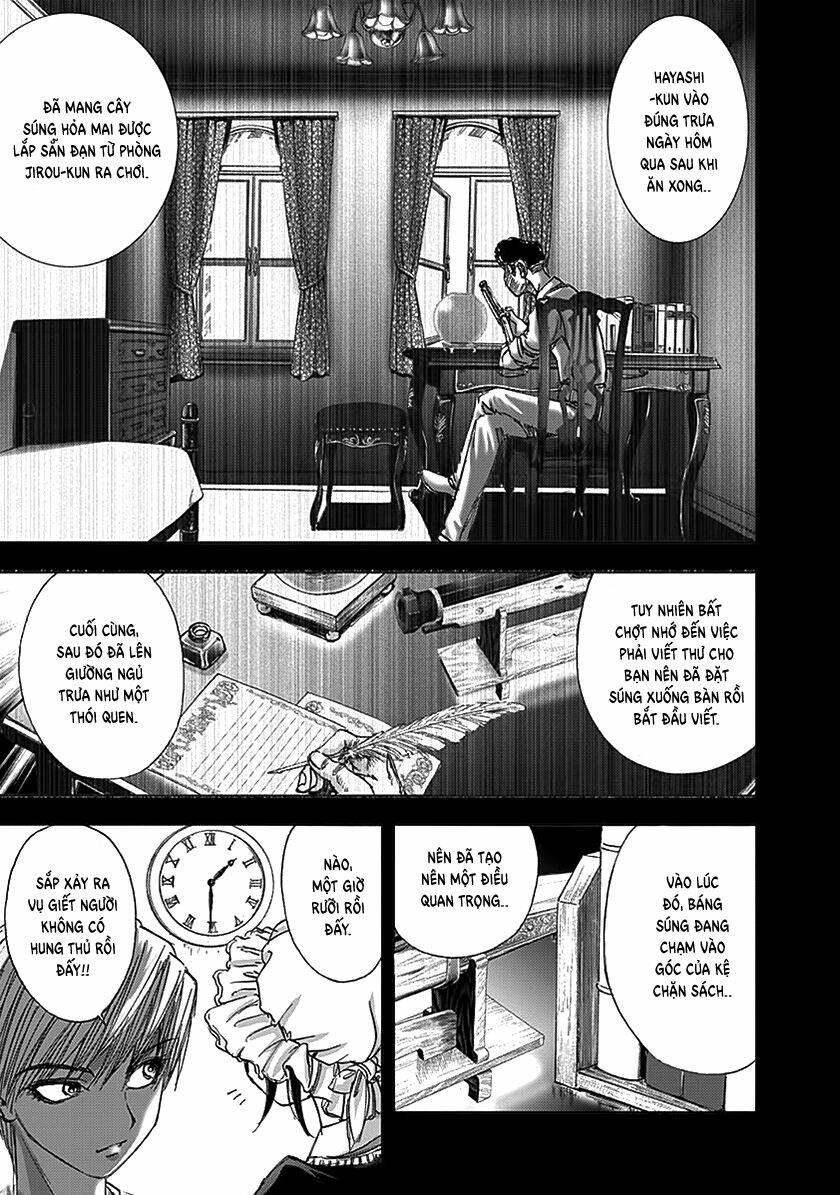 HAYASHI
-KUN VÀO
ĐÚNG TRƯA
NGÀY HÔM
QUA SAU KHI
ĂN XONG..
ĐÃ MANG CÂY
SÚNG HỎA MAI ĐƯỢC
LẮP SẴN ĐẠN TỪ PHÒNG
JIROU-KUN RA CHƠI.
TUY NHIÊN BẤT
CHỢT NHỚ ĐẾN VIỆC
PHẢI VIẾT THƯ CHO
BẠN NÊN ĐÃ ĐẶT
SÚNG XUỐNG BÀN RỒI
BẮT ĐẦU VIẾT.
CUỐI CÙNG,
SAU ĐÓ ĐÃ LÊN
GIƯỜNG NGỦ
TRƯA NHƯ MỘT
THÓI QUEN.
VÀO LÚC
ĐÓ, BÁNG
SÚNG ĐANG
CHẠM VÀO
GÓC CỦA KỆ
CHẶN SÁCH..
NÊN ĐÃ TẠO
NÊN MỘT ĐIỀU
QUAN TRỌNG..
NÀO,
MỘT GIỜ
RƯỠI RỒI
ĐẤY.
SẮP XẢY RA
VỤ GIẾT NGƯỜI
KHÔNG CÓ
HUNG THỦ RỒI
ĐẤY!!